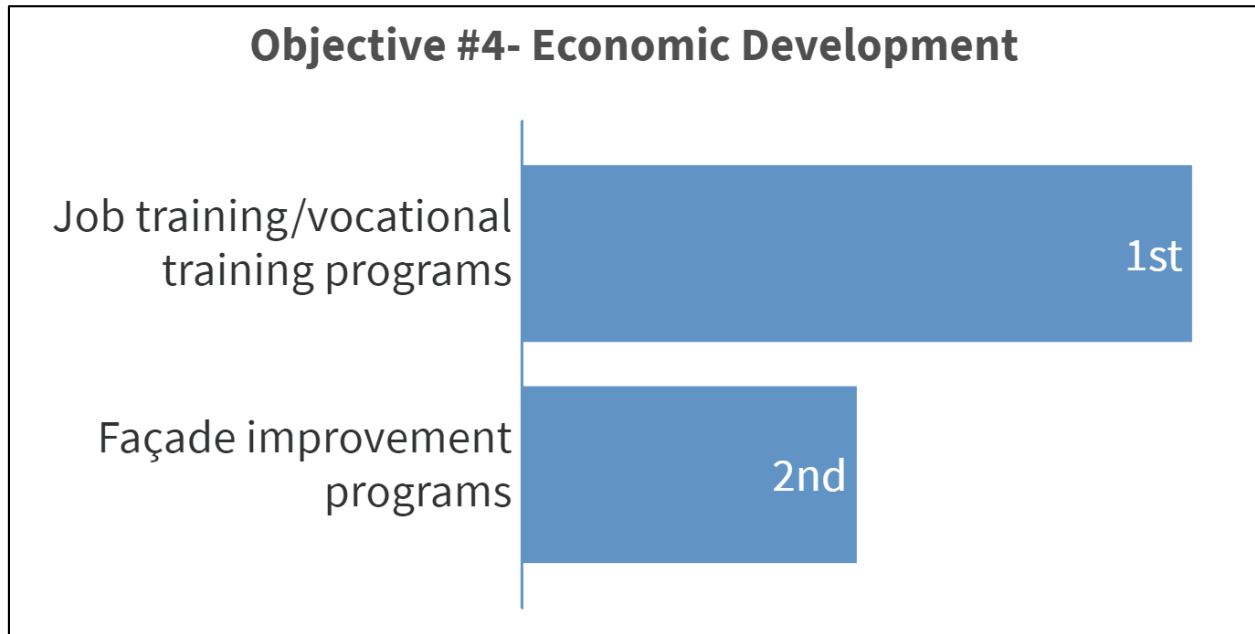 Objective #4- Economic Development
Job training/vocational
training programs
1st
Façade improvement
programs
2nd